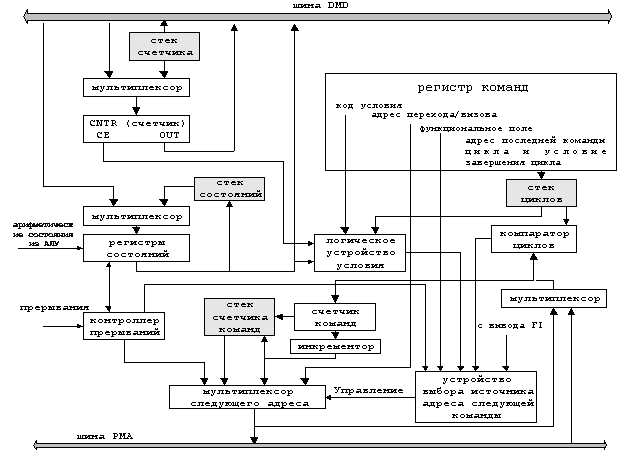 шина DMD
стек
счетчика
мультиплексор
CNTR (счетчик)
CE OUT
регистр команд
код условия
адрес перехода/вызова
функциональное поле
адрес последней команды
цикла и условие
завершения цикла
стек
состояний
стек
циклов
мультиплексор
арифметическ
ие состояния
из АЛУ
регистры
состояний
логическое
устройство
условия
компаратор
циклов
прерывания
контроллер
прерываний
стек
счетчика
команд
счетчик
команд
инкрементор
мультиплексор
с вывода FI
мультиплексор
следующего адреса
Управление
устройство
выбора источника
адреса следующей
команды
шина PMA